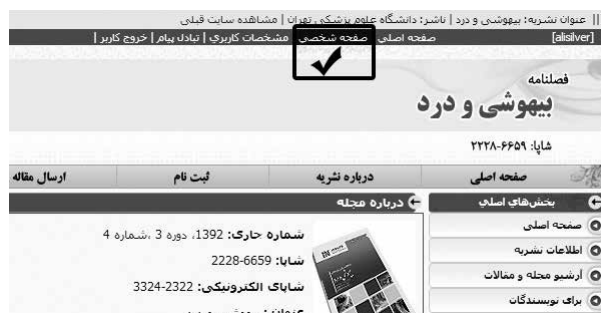 || عنوان نشریه: بیهوشی و درد | ناشر: دانشگاه علوم پزشکی تهران | مشاهده سایت قبلی
[alisilver] صفحه اصلی | صفحه شخصی | مشخصات کاربری | تبادل پیام | خروج کاربر |
فصلنامه
بیهوشی و درد
شاپا: ۲۲۲۸-۶۶۵۹
صفحه اصلی درباره نشریه ثبت نام ارسال مقاله
بخش‌های اصلی
صفحه اصلی
اطلاعات نشریه
آرشیو مجله و مقالات
برای نویسندگان
درباره مجله
شماره جاری: 1392، دوره 3 ،شماره 4
شاپا: 2228-6659
شاپای الکترونیکی: 2322-3324
عنوان: